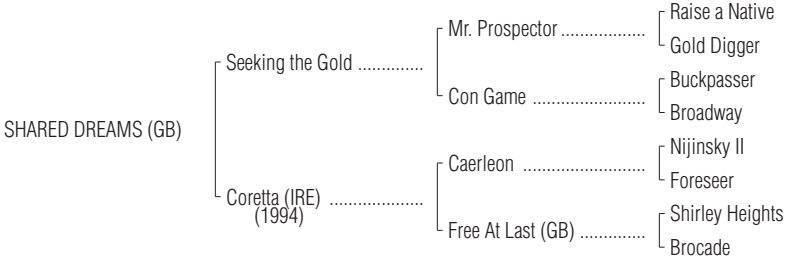 Raise a Native
Mr. Prospector ...................
Gold Digger
Seeking the Gold ..............
Buckpasser
Con Game .........................
Broadway
SHARED DREAMS (GB)
Nijinsky II
Caerleon ...........................
Foreseer
Coretta (IRE) .....................
(1994)
Shirley Heights
Free At Last (GB) ..............
Brocade